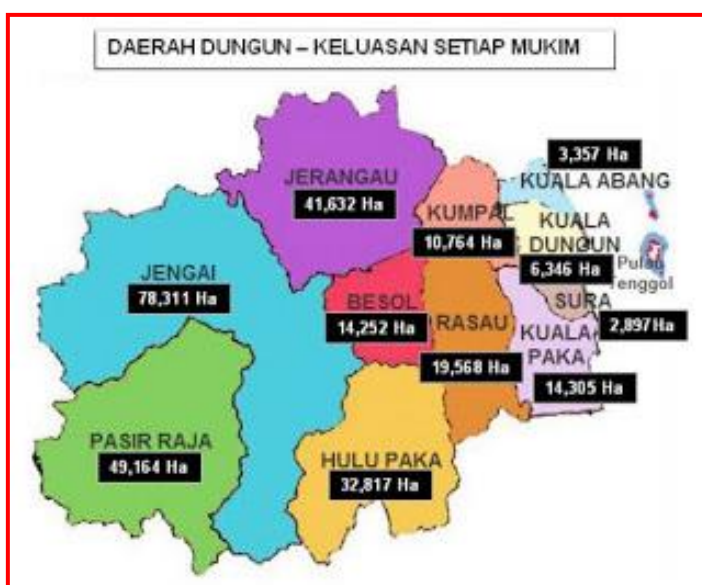 DAERAH DUNGUN – KELUASAN SETIAP MUKIM
3,357 Ha
KUALA ABANG
JERANGAU
41,632 Ha
KUMPAL
10,764 Ha
KUALA
DUNGUN
6,346 Ha
Pulau
Tenggol
JENGAI
78,311 Ha
BESOL
14,252 Ha
RASAU
19,568 Ha
SURA
2,897Ha
KUALA
PAKA
14,305 Ha
PASIR RAJA
49,164 Ha
HULU PAKA
32,817 Ha